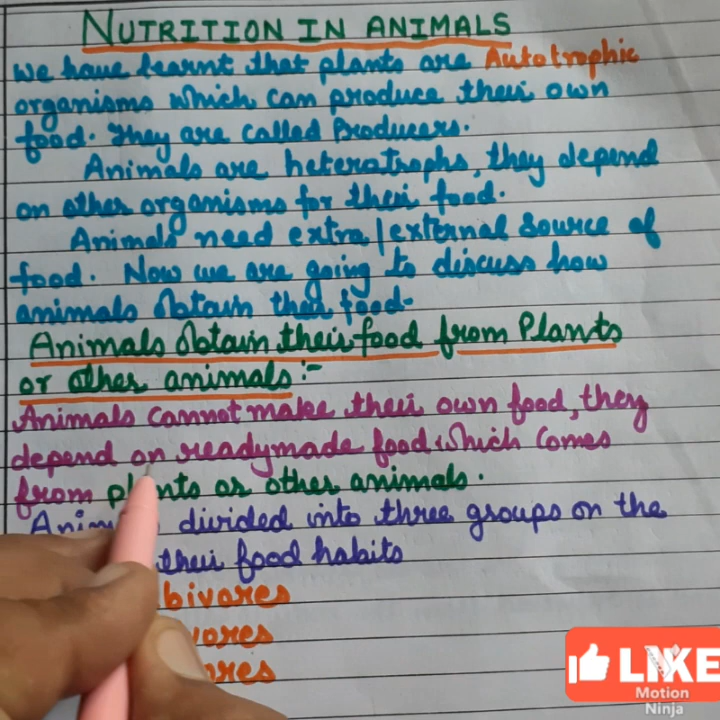 NUTRITION IN ANIMALS
We have learnt that plants are Autotrophic
organisms which can produce their own
food. They are called Producers.
Animals are heteratrophs, they depend
on other organisms for their food.
Animals need extra/external source of
food. Now we are going to discuss how
animals obtain their food-
Animals obtain their food from Plants
or other animals:-
Animals cannot make their own food, they
depend on readymade food which comes
from plants or other animals.
divided into three groups on the
their food habits
bivores
vores
ores
LIKE
Motion
Ninja